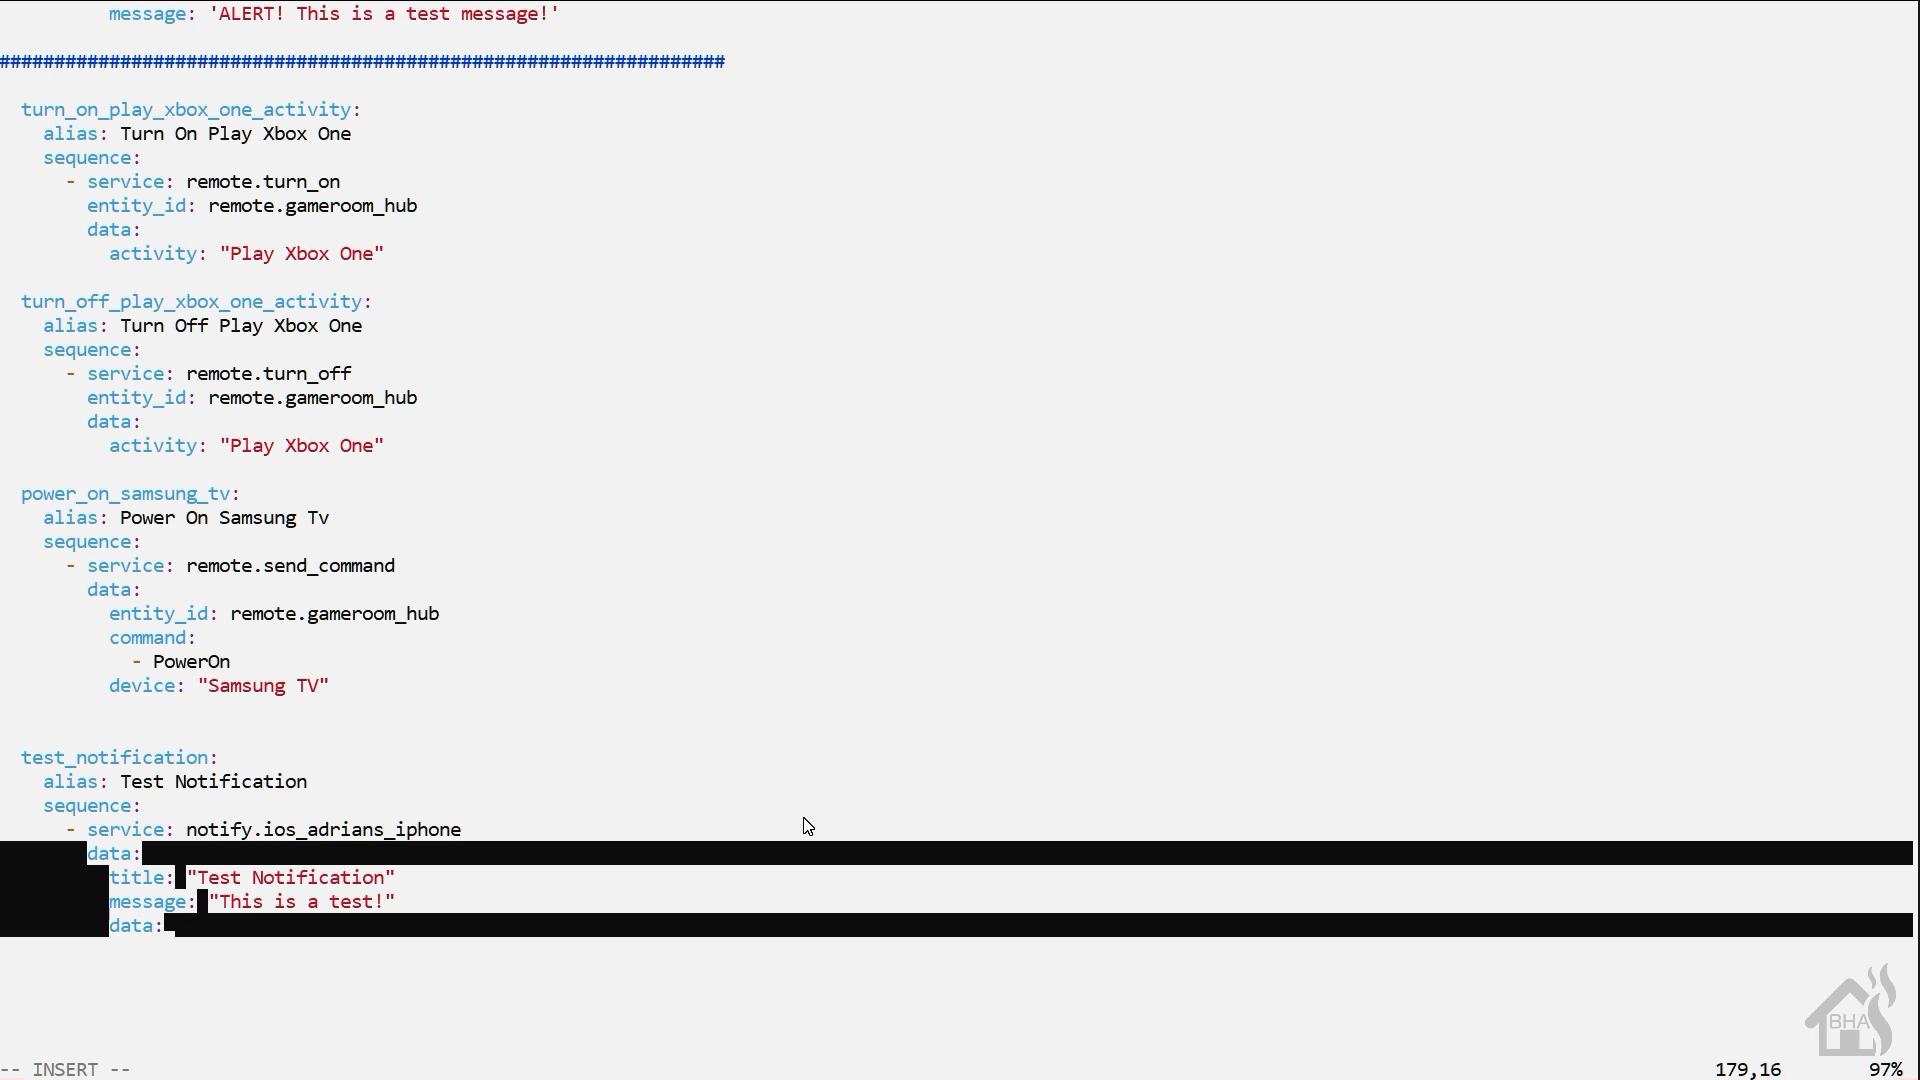 message: 'ALERT! This is a test message!'
##################################################################
turn_on_play_xbox_one_activity:
alias: Turn On Play Xbox One
sequence:
- service: remote.turn_on
entity_id: remote.gameroom_hub
data:
activity: "Play Xbox One"
turn_off_play_xbox_one_activity:
alias: Turn Off Play Xbox One
sequence:
- service: remote.turn_off
entity_id: remote.gameroom_hub
data:
activity: "Play Xbox One"
power_on_samsung_tv:
alias: Power On Samsung Tv
sequence:
- service: remote.send_command
data:
entity_id: remote.gameroom_hub
command:
- PowerOn
device: "Samsung TV"
test_notification:
alias: Test Notification
sequence:
- service: notify.ios_adrians_iphone
data:
title: "Test Notification"
message: "This is a test!"
data:
BHA
-- INSERT -- 179,16 97%